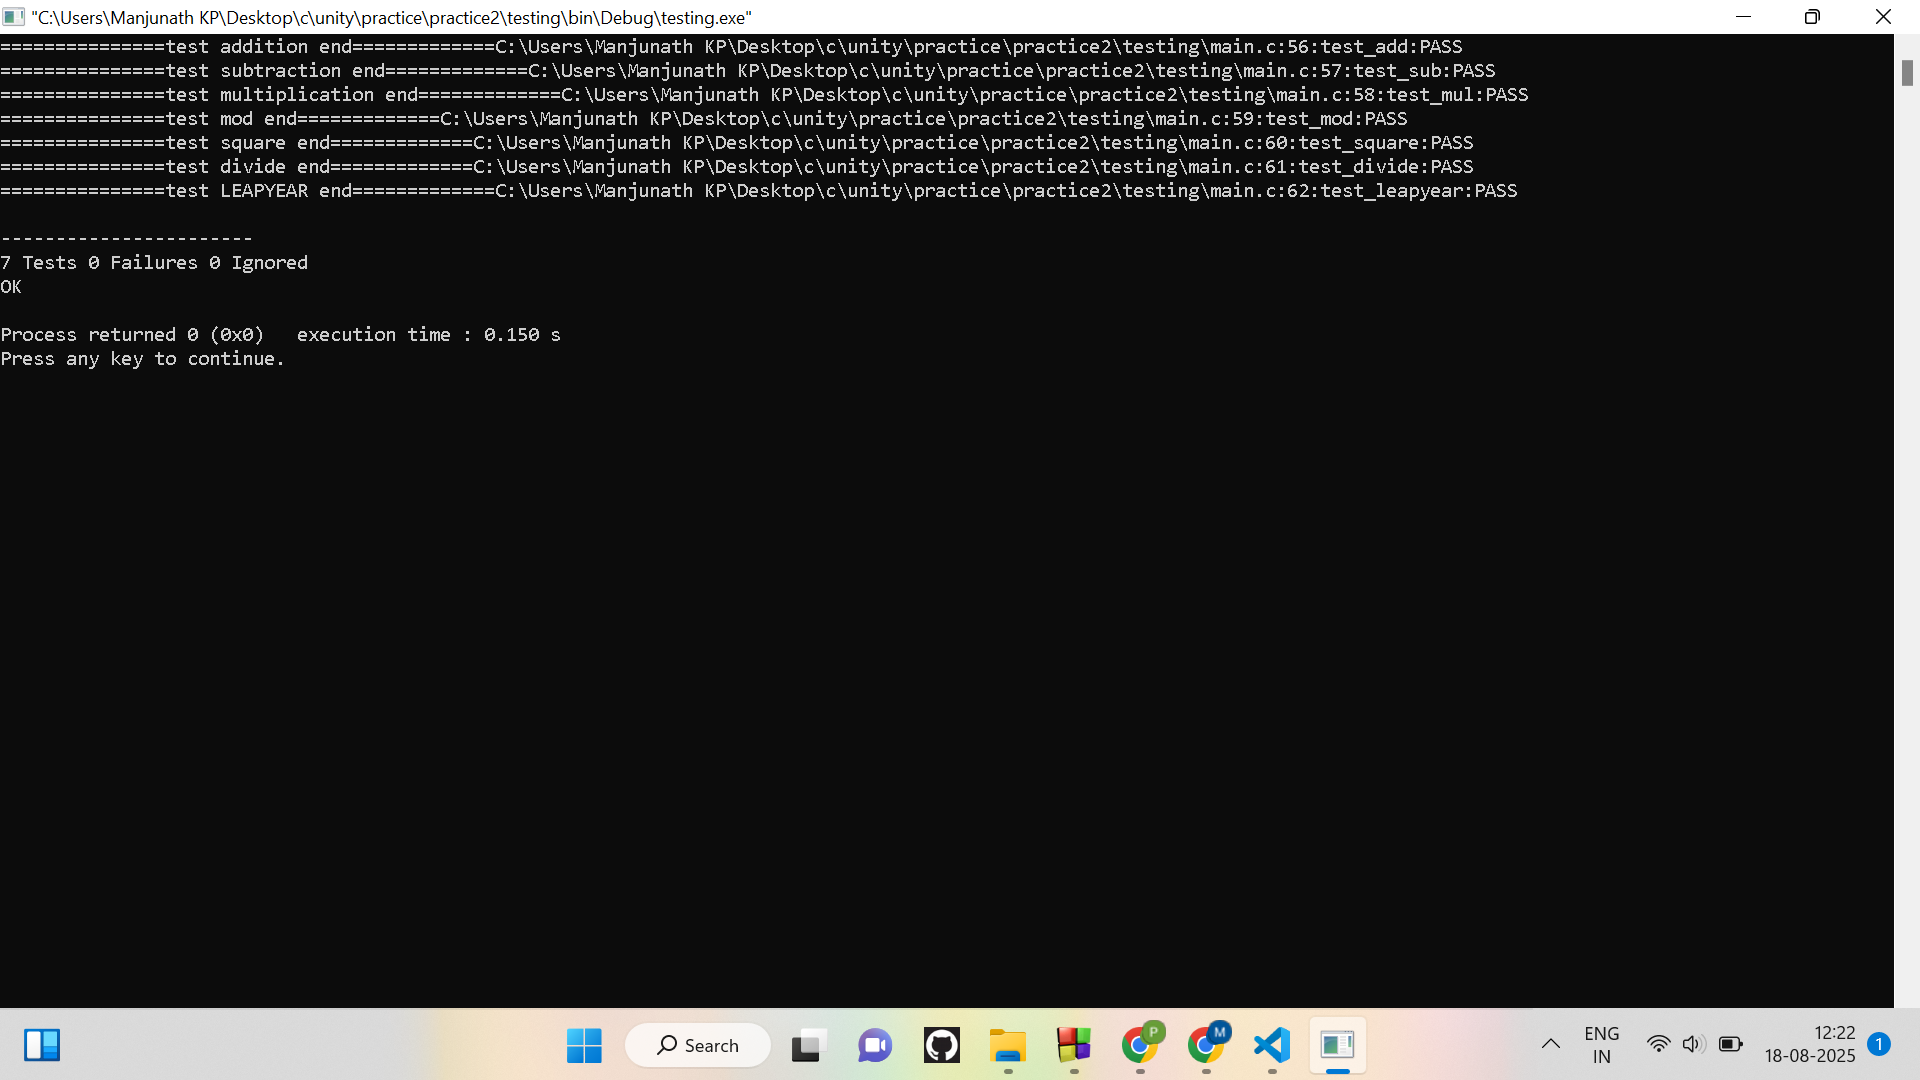 "C:\Users\Manjunath KP\Desktop\c\unity\practice\practice2\testing\bin\Debug\testing.exe"
===============test addition end=============C:\Users\Manjunath KP\Desktop\c\unity\practice\practice2\testing\main.c:56:test_add:PASS
===============test subtraction end=============C:\Users\Manjunath KP\Desktop\c\unity\practice\practice2\testing\main.c:57:test_sub:PASS
===============test multiplication end=============C:\Users\Manjunath KP\Desktop\c\unity\practice\practice2\testing\main.c:58:test_mul:PASS
===============test mod end=============C:\Users\Manjunath KP\Desktop\c\unity\practice\practice2\testing\main.c:59:test_mod:PASS
===============test square end=============C:\Users\Manjunath KP\Desktop\c\unity\practice\practice2\testing\main.c:60:test_square:PASS
===============test divide end=============C:\Users\Manjunath KP\Desktop\c\unity\practice\practice2\testing\main.c:61:test_divide:PASS
===============test LEAPYEAR end=============C:\Users\Manjunath KP\Desktop\c\unity\practice\practice2\testing\main.c:62:test_leapyear:PASS
-----------------------
7 Tests 0 Failures 0 Ignored
OK
Process returned 0 (0x0)   execution time : 0.150 s
Press any key to continue.
Search
P
M
ENG
IN
12:22
18-08-2025
1